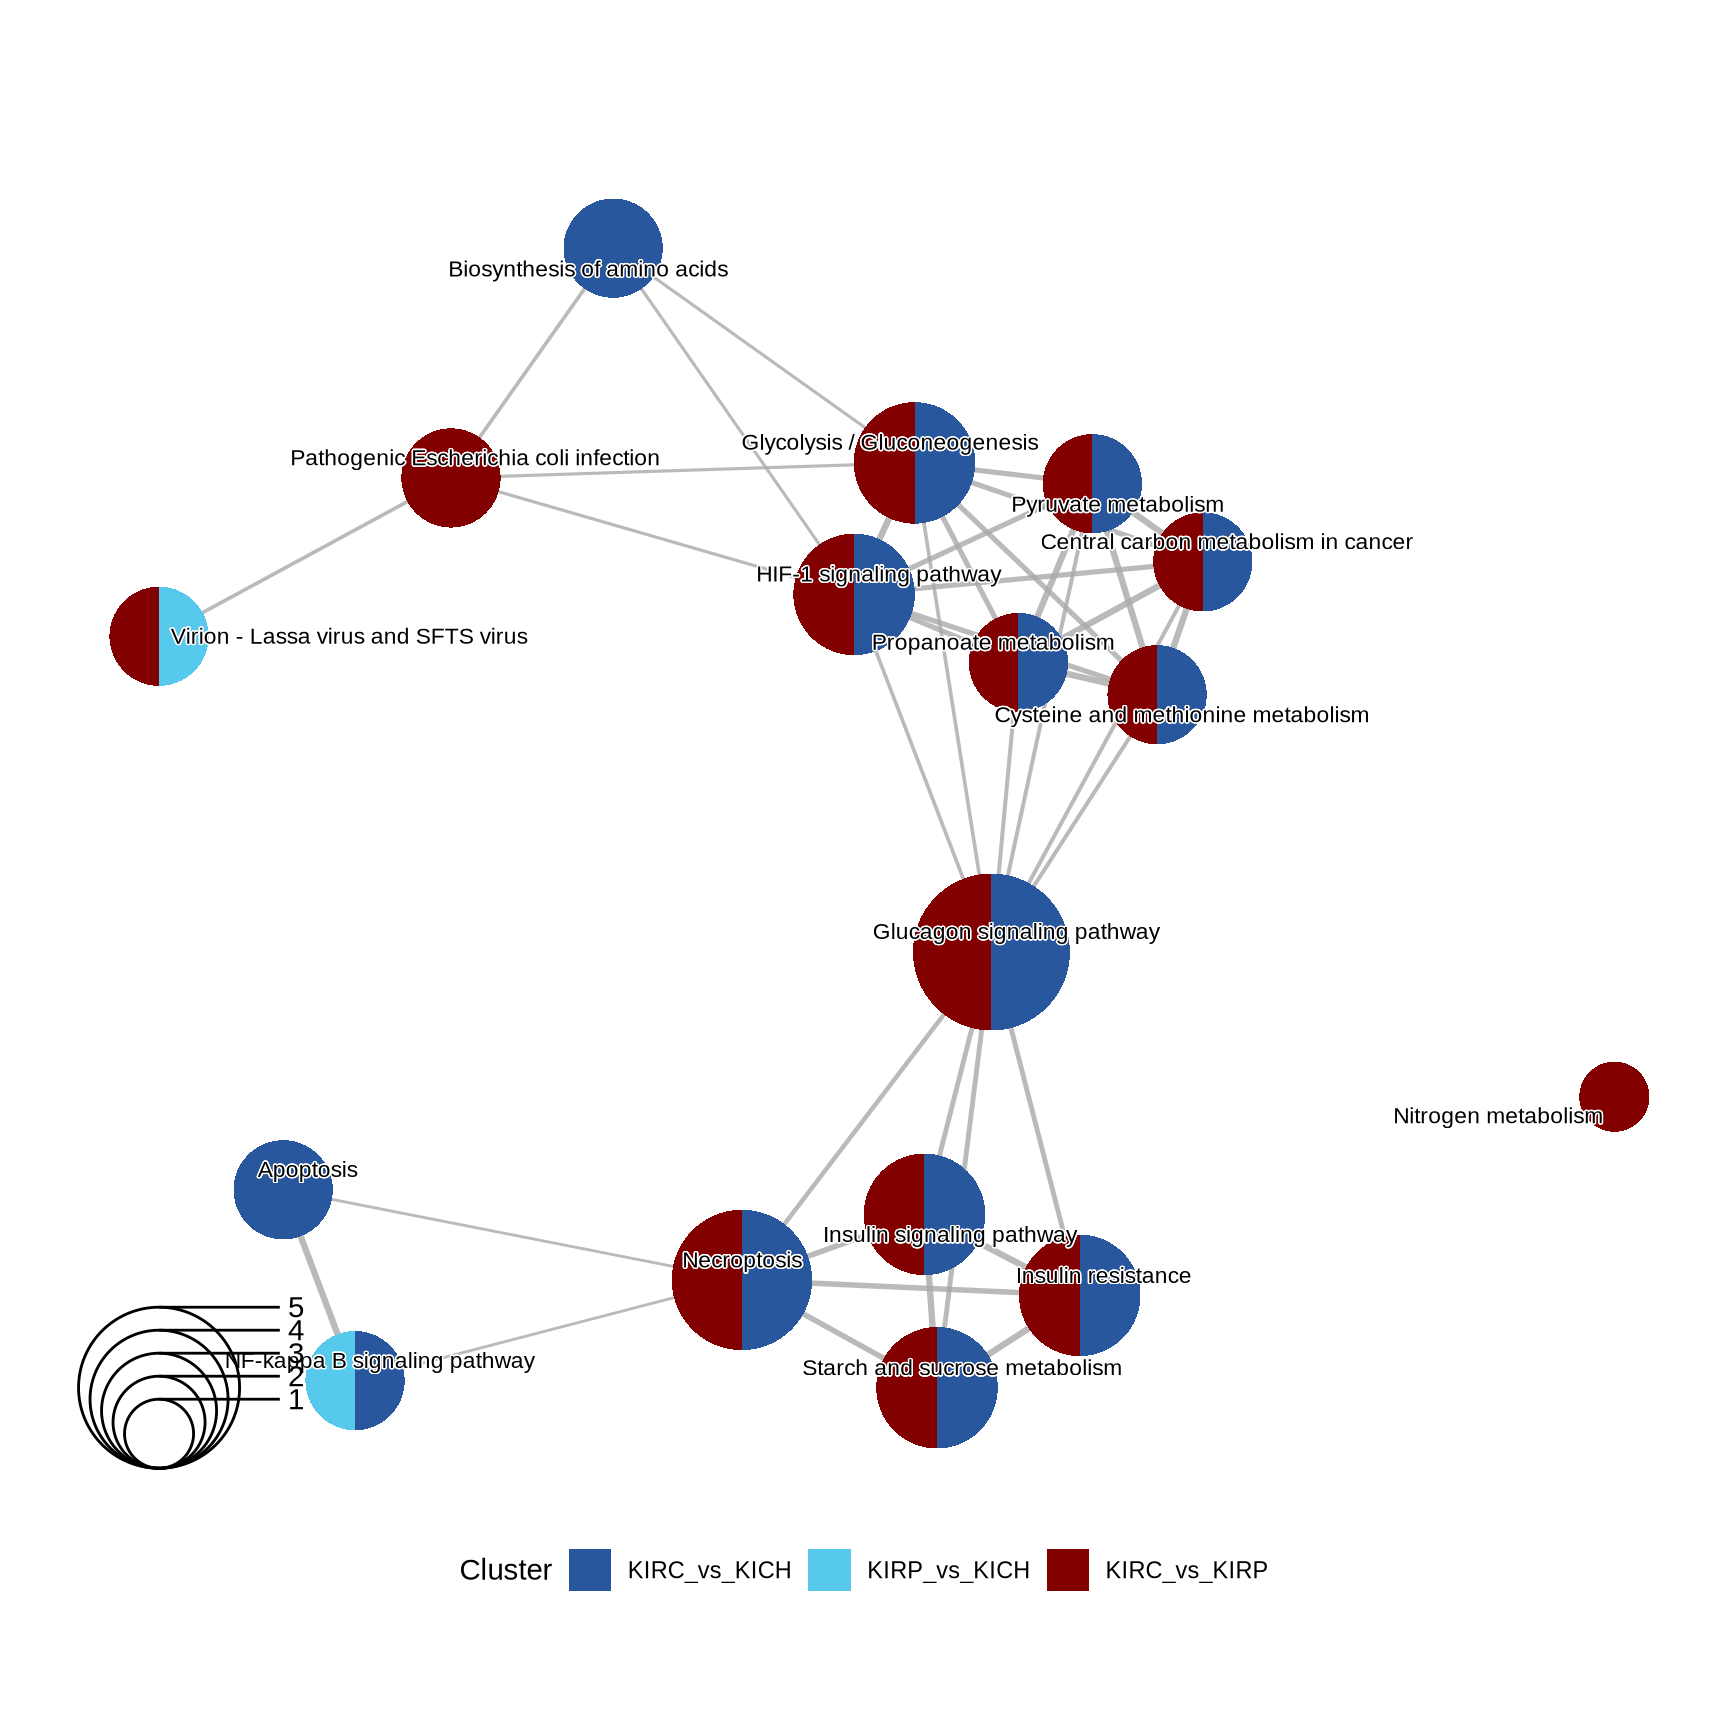 Biosynthesis of amino acids
Glycolysis / Gluconeogenesis
Pathogenic Escherichia coli infection
Pyruvate metabolism
Central carbon metabolism in cancer
HIF-1 signaling pathway
Virion - Lassa virus and SFTS virus
Propanoate metabolism
Cysteine and methionine metabolism
Glucagon signaling pathway
Nitrogen metabolism
Apoptosis
Insulin signaling pathway
Necroptosis
Insulin resistance
5
4
3
NF-kappa B signaling pathway
Starch and sucrose metabolism
2
1
Cluster KIRC_vs_KICH KIRP_vs_KICH KIRC_vs_KIRP